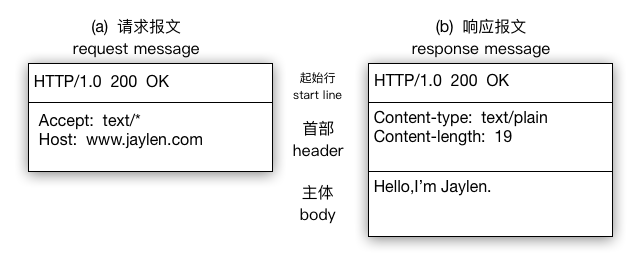 (a) 请求报文
request message
HTTP/1.0 200 OK
Accept: text/*
Host: www.jaylen.com
起始行
start line
首部
header
主体
body
(b) 响应报文
response message
HTTP/1.0 200 OK
Content-type: text/plain
Content-length: 19
Hello,I'm Jaylen.